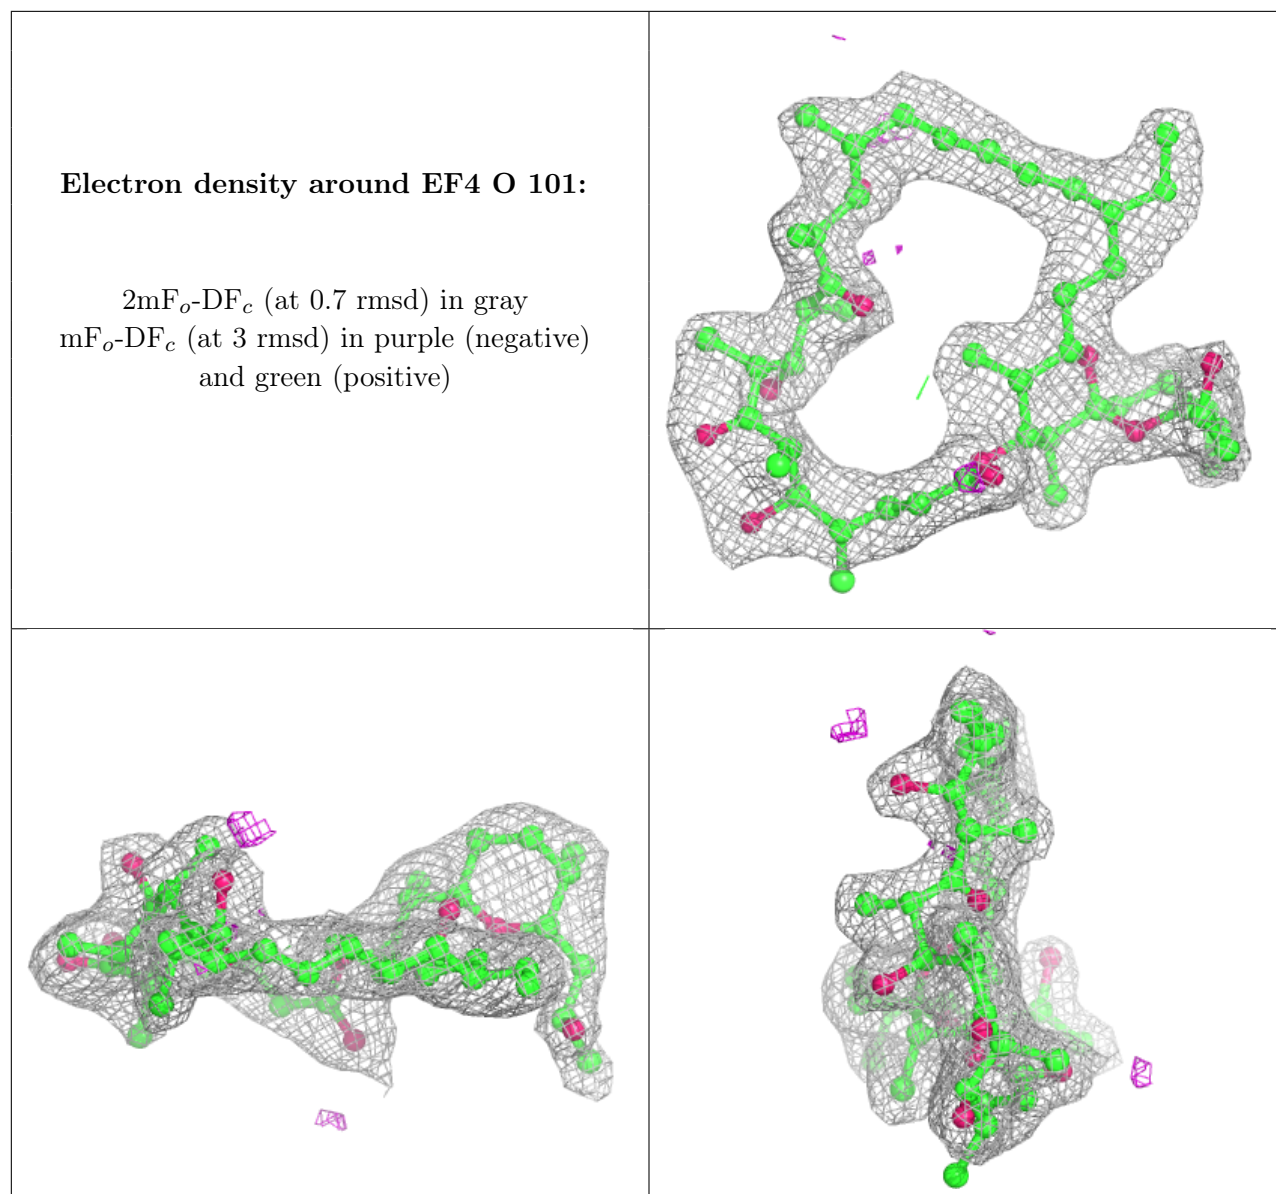 Electron density around EF4 O 101:
2mFo-DFc (at 0.7 rmsd) in gray
mFo-DFc (at 3 rmsd) in purple (negative)
and green (positive)